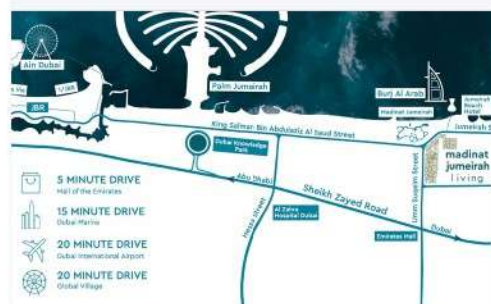 Ain Dubai
Palm Jumeirah
Burj Al Arab
Jumeirah
Beach
Hotel
JBR
madinat Jumeirah
King Salman Bin Abdulaziz Al Saud Street
Jumeirah S
Dubai Knowledge
Park
madinat
jumeirah
living
Abu Dhabi
Sheikh Zayed Road
Umm Suqeim Street
Hessa street
Al Zahra
Hospital Dubai
Emirates Mall
Dubai
5 MINUTE DRIVE
Mall of the Emirates
15 MINUTE DRIVE
Dubai Marina
20 MINUTE DRIVE
Dubai International Airport
20 MINUTE DRIVE
Global Village